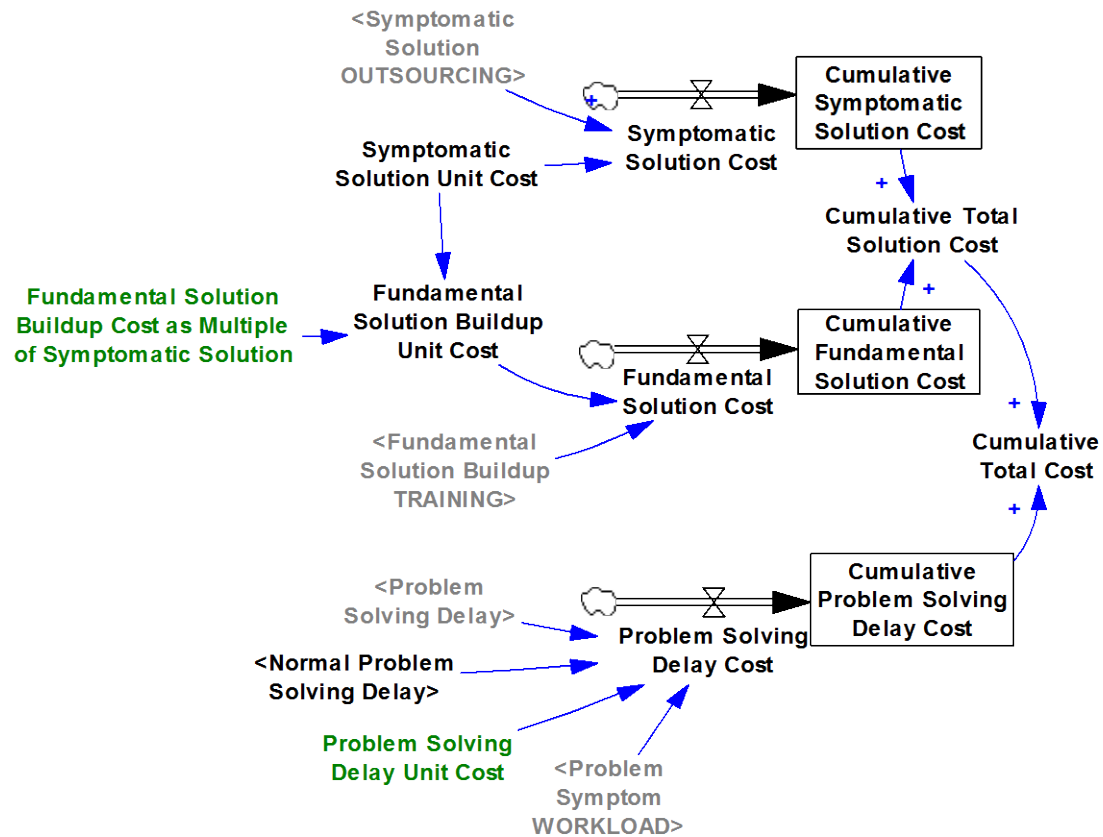 <Symptomatic
Solution
OUTSOURCING>
Cumulative
Symptomatic
Solution Cost
+
Symptomatic
Solution Cost
Symptomatic
Solution Unit Cost
+
Cumulative Total
Solution Cost
Fundamental Solution
Buildup Cost as Multiple
of Symptomatic Solution
Fundamental
Solution Buildup
Unit Cost
+
Cumulative
Fundamental
Solution Cost
Fundamental
Solution Cost
+
<Fundamental
Solution Buildup
TRAINING>
Cumulative
Total Cost
+
<Problem
Solving Delay>
Cumulative
Problem Solving
Delay Cost
Problem Solving
Delay Cost
<Normal Problem
Solving Delay>
Problem Solving
Delay Unit Cost
<Problem
Symptom
WORKLOAD>